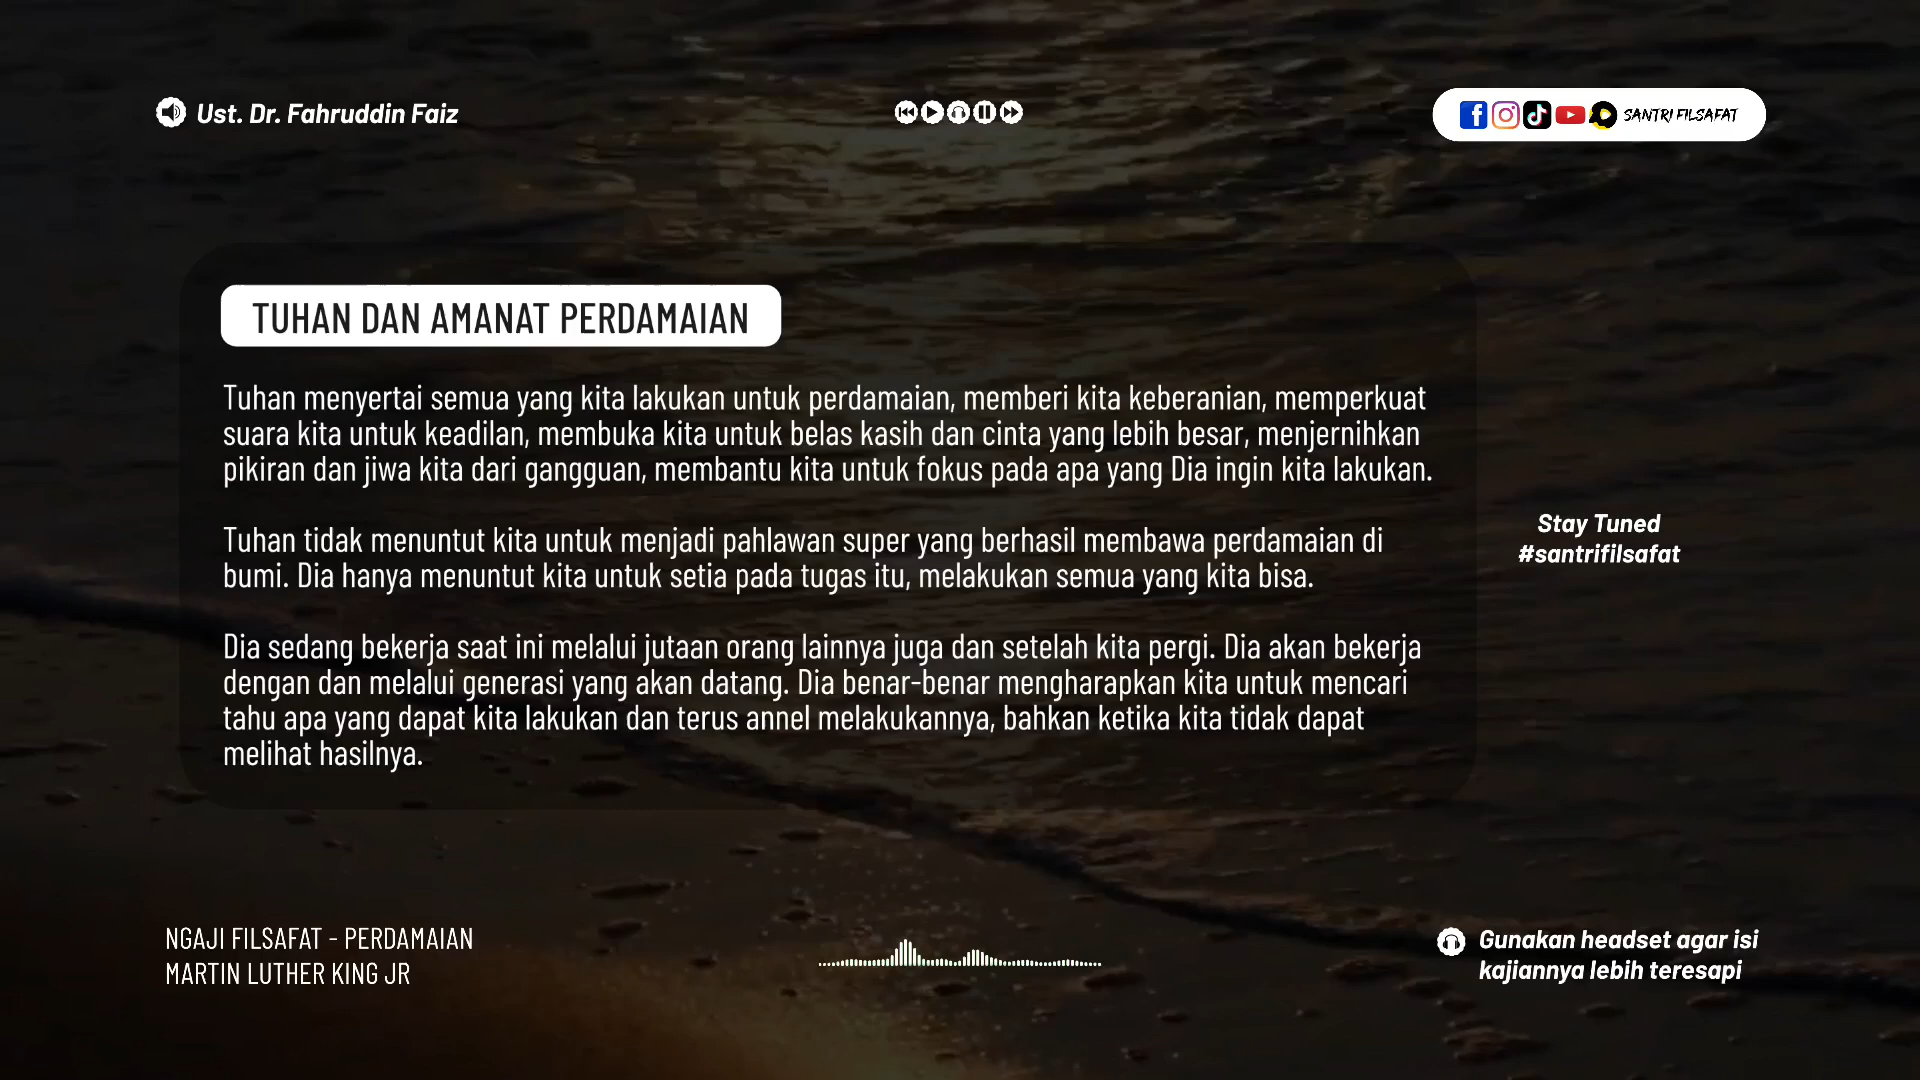 Ust. Dr. Fahruddin Faiz
SANTRI FILSAFAT
TUHAN DAN AMANAT PERDAMAIAN
Tuhan menyertai semua yang kita lakukan untuk perdamaian, memberi kita keberanian, memperkuat
suara kita untuk keadilan, membuka kita untuk belas kasih dan cinta yang lebih besar, menjernihkan
pikiran dan jiwa kita dari gangguan, membantu kita untuk fokus pada apa yang Dia ingin kita lakukan.
Tuhan tidak menuntut kita untuk menjadi pahlawan super yang berhasil membawa perdamaian di
bumi. Dia hanya menuntut kita untuk setia pada tugas itu, melakukan semua yang kita bisa.
Dia sedang bekerja saat ini melalui jutaan orang lainnya juga dan setelah kita pergi. Dia akan bekerja
dengan dan melalui generasi yang akan datang. Dia benar-benar mengharapkan kita untuk mencari
tahu apa yang dapat kita lakukan dan terus annel melakukannya, bahkan ketika kita tidak dapat
melihat hasilnya.
Stay Tuned
#santrifilsafat
NGAJI FILSAFAT - PERDAMAIAN
MARTIN LUTHER KING JR
Gunakan headset agar isi
kajiannya lebih teresapi